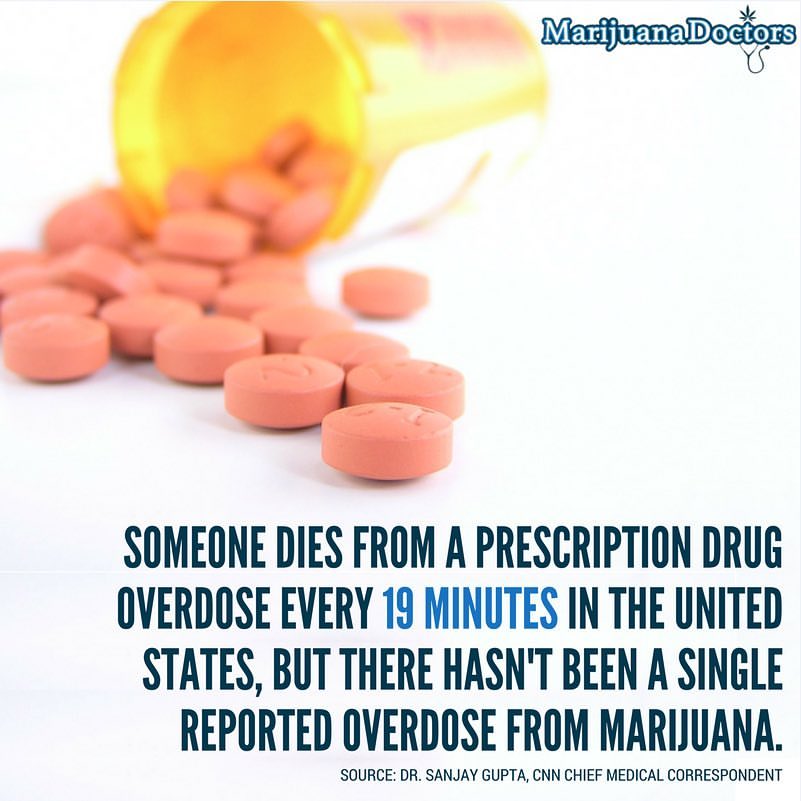 MarijuanaDoctors
SOMEONE DIES FROM A PRESCRIPTION DRUG
OVERDOSE EVERY 19 MINUTES IN THE UNITED
STATES, BUT THERE HASN'T BEEN A SINGLE
REPORTED OVERDOSE FROM MARIJUANA.
SOURCE: DR. SANJAY GUPTA, CNN CHIEF MEDICAL CORRESPONDENT